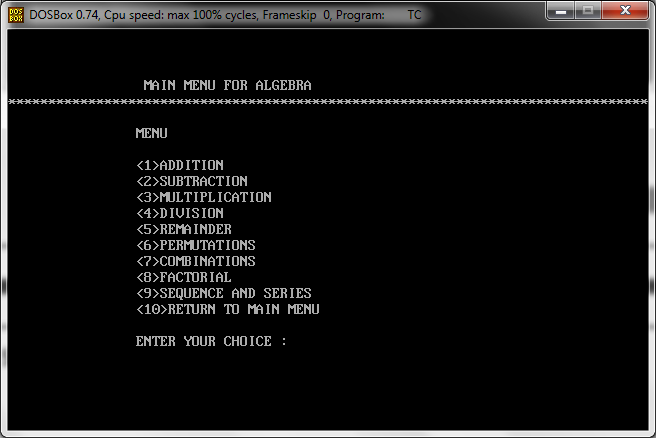 DOS BOX DOSBox 0.74, Cpu speed: max 100% cycles, Frameskip 0, Program: TC
MAIN MENU FOR ALGEBRA
********************************************************************************
MENU
<1>ADDITION
<2>SUBTRACTION
<3>MULTIPLICATION
<4>DIVISION
<5>REMAINDER
<6>PERMUTATIONS
<7>COMBINATIONS
<8>FACTORIAL
<9>SEQUENCE AND SERIES
<10>RETURN TO MAIN MENU
ENTER YOUR CHOICE :